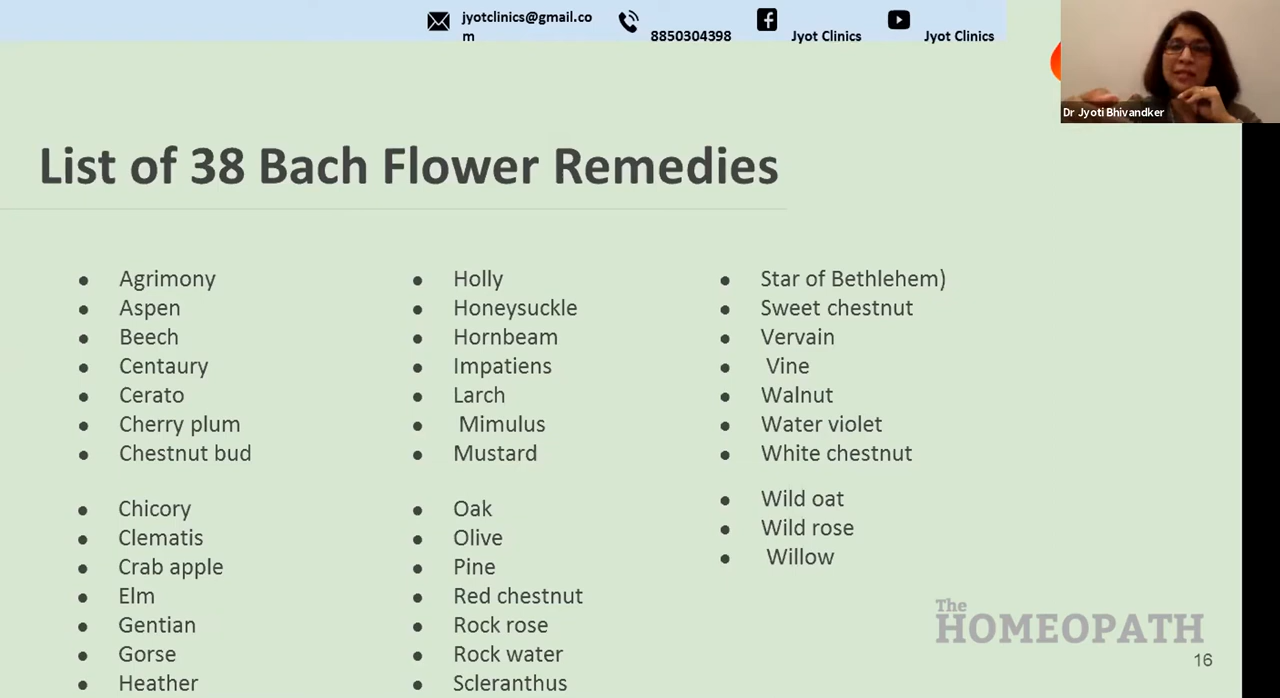 jyotclinics@gmail.co
m
8850304398
Jyot Clinics
Jyot Clinics
Dr Jyoti Bhivandker
List of 38 Bach Flower Remedies
● Agrimony
● Aspen
● Beech
● Centaury
● Cerato
● Cherry plum
● Chestnut bud
● Chicory
● Clematis
● Crab apple
● Elm
● Gentian
● Gorse
● Heather
● Holly
● Honeysuckle
● Hornbeam
● Impatiens
● Larch
● Mimulus
● Mustard
● Oak
● Olive
● Pine
● Red chestnut
● Rock rose
● Rock water
● Scleranthus
● Star of Bethlehem)
● Sweet chestnut
● Vervain
● Vine
● Walnut
● Water violet
● White chestnut
● Wild oat
● Wild rose
● Willow
The
HOMEOPATH
16